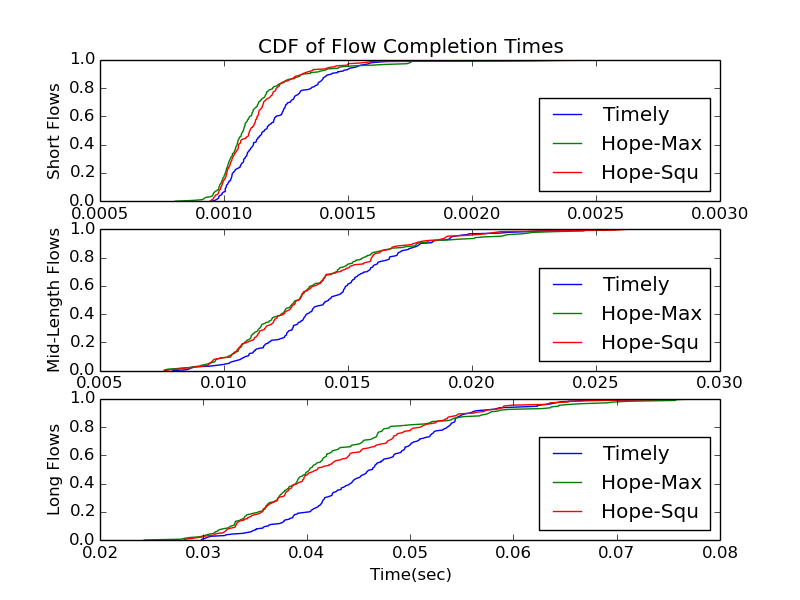 CDF of Flow Completion Times
1.0
0.8
0.6
0.4
0.2
0.0
Short Flows
Timely
Hope-Max
Hope-Squ
0.0005 0.0010 0.0015 0.0020 0.0025 0.0030
1.0
0.8
0.6
0.4
0.2
0.0
Mid-Length Flows
Timely
Hope-Max
Hope-Squ
0.005 0.010 0.015 0.020 0.025 0.030
1.0
0.8
0.6
0.4
0.2
0.0
Long Flows
Timely
Hope-Max
Hope-Squ
0.02 0.03 0.04 0.05 0.06 0.07 0.08
Time(sec)